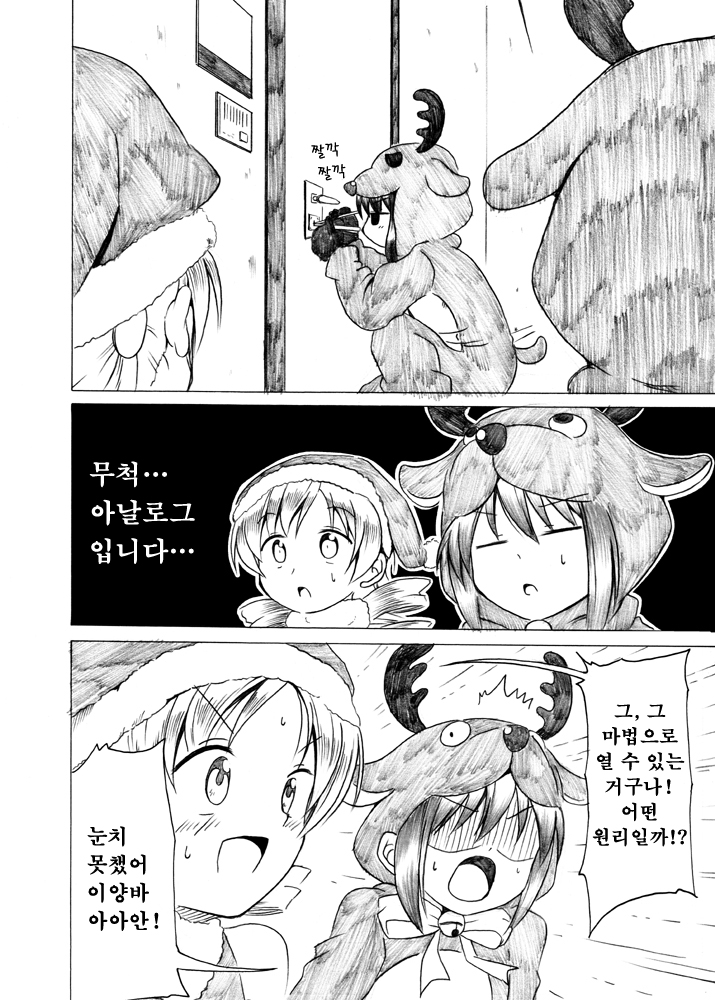 짤깍
짤깍
무척…
아날로그
입니다…
그, 그
마법으로
열 수 있는
거구나!
어떤
원리일까!?
눈치
못챘어
이양바
아아안!